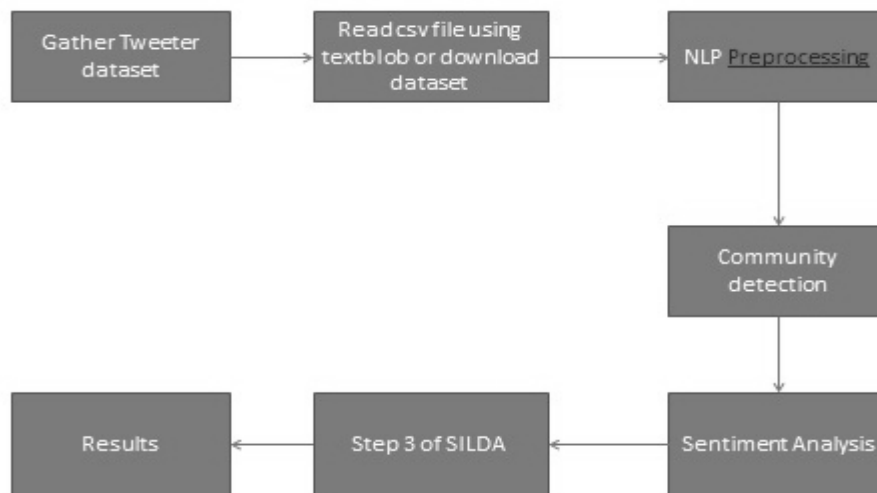 Gather Tweeter
dataset
Read csv file using
textblob or download
dataset
NLP Preprocessing
Community
detection
Sentiment Analysis
Step 3 of SILDA
Results